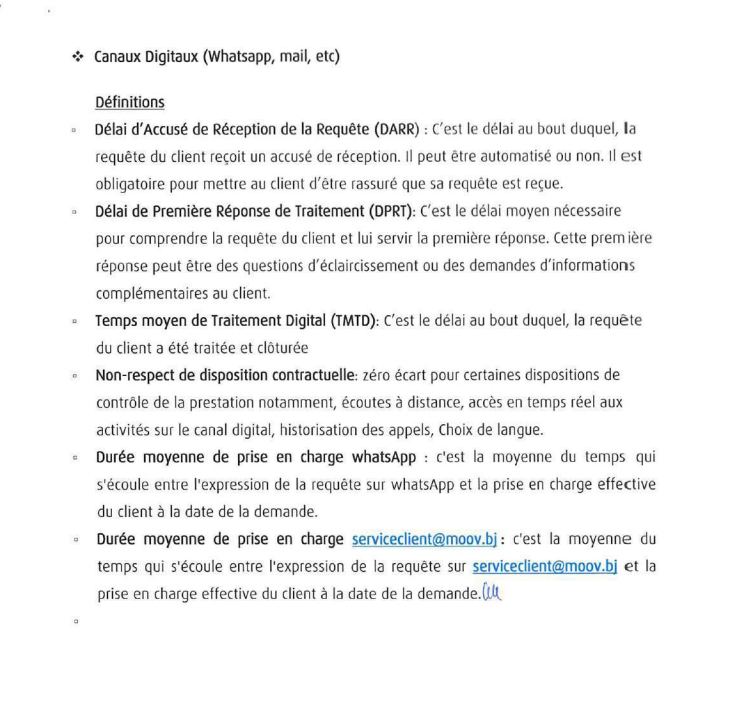 ❖ Canaux Digitaux (Whatsapp, mail, etc)
Définitions
▫ Délai d'Accusé de Réception de la Requête (DARR) : C'est le délai au bout duquel, la
requête du client reçoit un accusé de réception. Il peut être automatisé ou non. Il est
obligatoire pour mettre au client d'être rassuré que sa requête est reçue.
▫ Délai de Première Réponse de Traitement (DPRT): C'est le délai moyen nécessaire
pour comprendre la requête du client et lui servir la première réponse. Cette première
réponse peut être des questions d'éclaircissement ou des demandes d'informations
complémentaires au client.
▫ Temps moyen de Traitement Digital (TMTD): C'est le délai au bout duquel, la requête
du client a été traitée et clôturée
▫ Non-respect de disposition contractuelle: zéro écart pour certaines dispositions de
contrôle de la prestation notamment, écoutes à distance, accès en temps réel aux
activités sur le canal digital, historisation des appels, Choix de langue.
▫ Durée moyenne de prise en charge whatsApp : c'est la moyenne du temps qui
s'écoule entre l'expression de la requête sur whatsApp et la prise en charge effective
du client à la date de la demande.
▫ Durée moyenne de prise en charge serviceclient@moov.bj : c'est la moyenne du
temps qui s'écoule entre l'expression de la requête sur serviceclient@moov.bj et la
prise en charge effective du client à la date de la demande.
▫